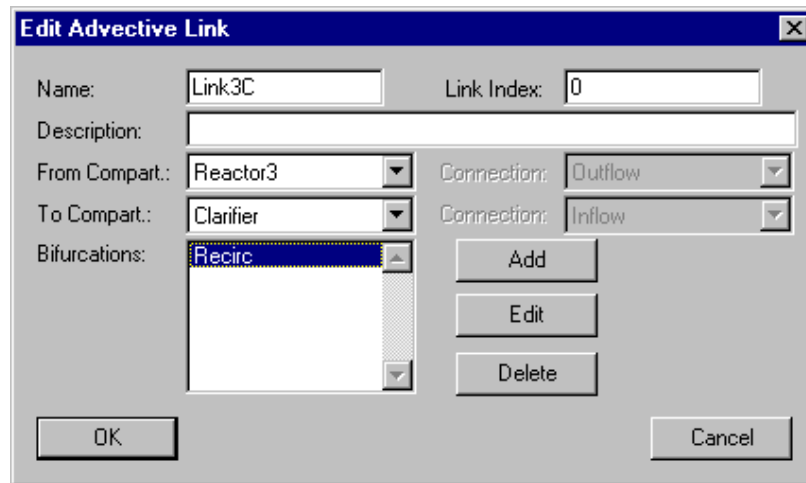 Edit Advective Link
Name: Link3C Link Index: 0
Description:
From Compart.: Reactor3 Connection: Outflow
To Compart.: Clarifier Connection: Inflow
Bifurcations: Recirc Add
Edit
Delete
OK Cancel